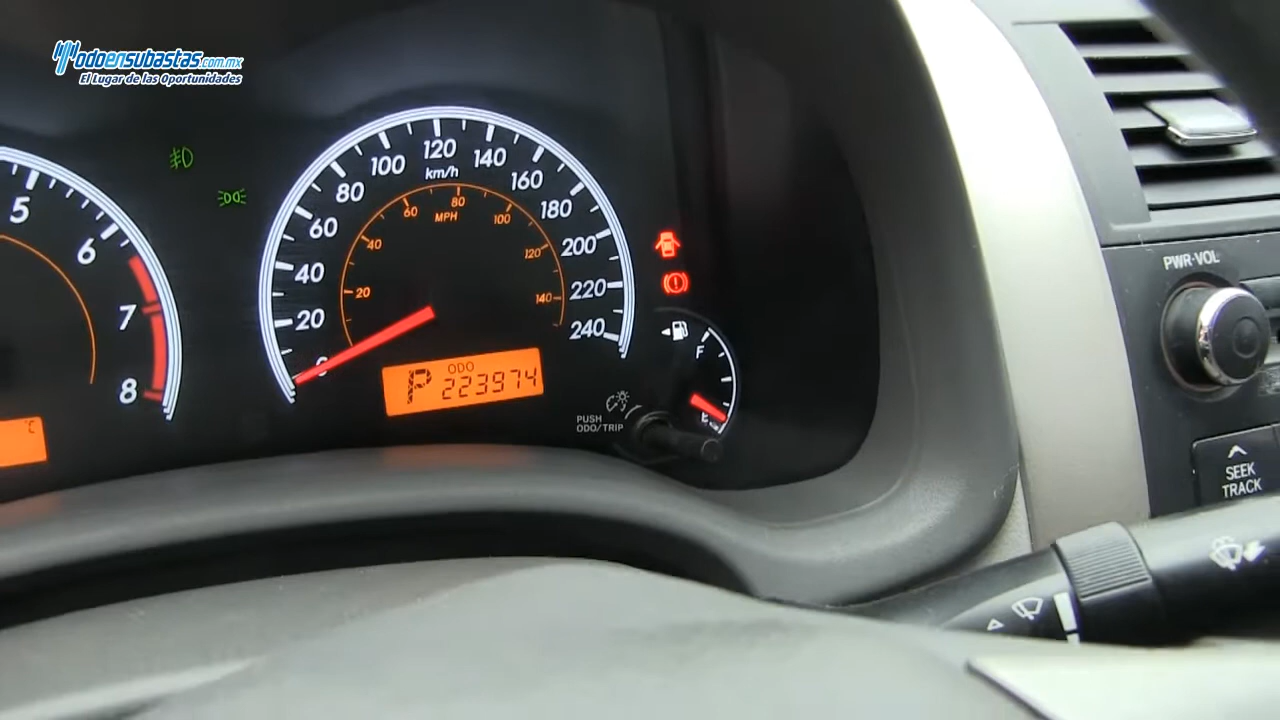 Todoensubastas.com.mx
El Lugar de las Oportunidades
5
6
7
8
°C
0
20
40
60
80
100
120
140
160
180
200
220
240
km/h
20
40
60
80
100
120
140
MPH
P ODO 223974
F
E
PUSH
ODO/TRIP
PWR·VOL
SEEK
TRACK